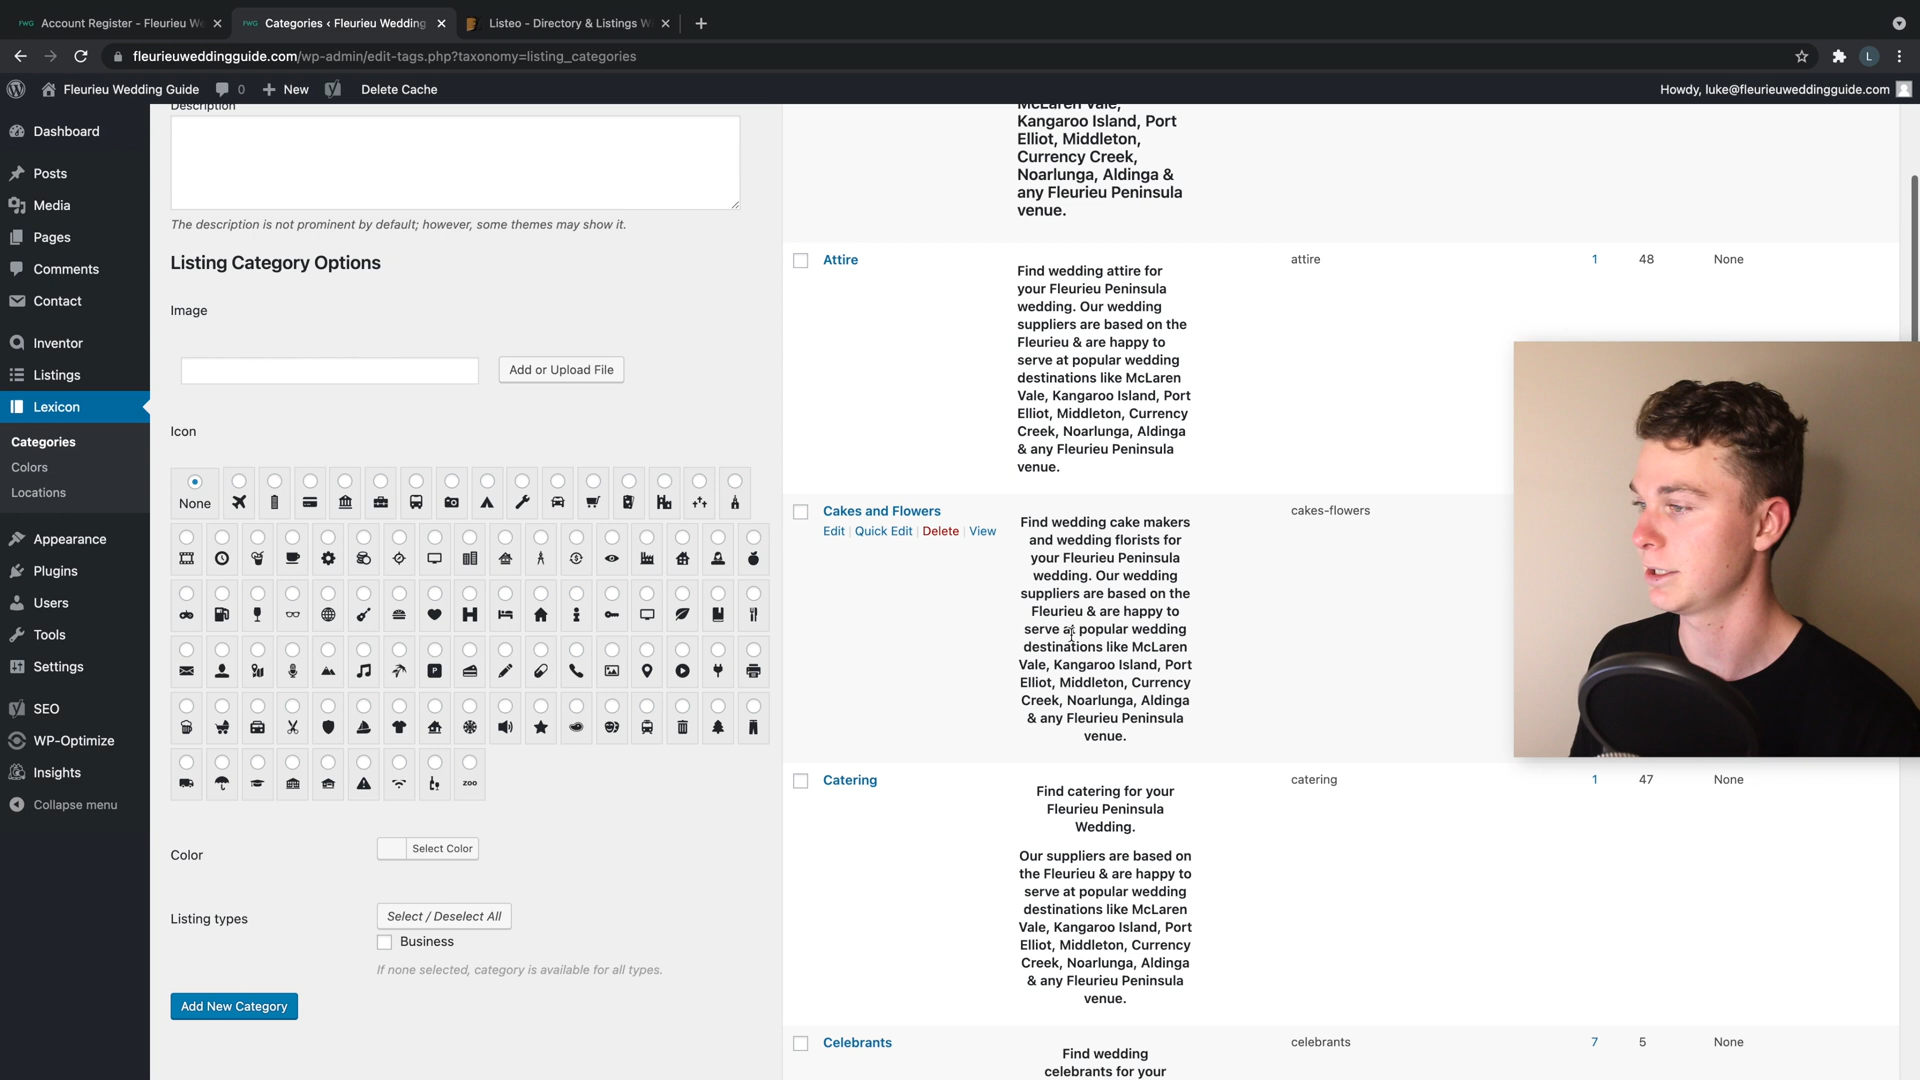 FWG Account Register - Fleurieu We
FWG Categories ‹ Fleurieu Wedding
Listeo - Directory & Listings W
fleurieuweddingguide.com/wp-admin/edit-tags.php?taxonomy=listing_categories
L
Fleurieu Wedding Guide
0
New
Delete Cache
Howdy, luke@fleurieuweddingguide.com
Dashboard
Posts
Media
Pages
Comments
Contact
Inventor
Listings
Lexicon
Categories
Colors
Locations
Appearance
Plugins
Users
Tools
Settings
SEO
WP-Optimize
Insights
Collapse menu
Description
The description is not prominent by default; however, some themes may show it.
Listing Category Options
Image
Add or Upload File
Icon
None
P
ZOO
Color
Select Color
Listing types
Select / Deselect All
Business
If none selected, category is available for all types.
Add New Category
McLaren Vale,
Kangaroo Island, Port
Elliot, Middleton,
Currency Creek,
Noarlunga, Aldinga &
any Fleurieu Peninsula
venue.
Attire
Find wedding attire for
your Fleurieu Peninsula
wedding. Our wedding
suppliers are based on the
Fleurieu & are happy to
serve at popular wedding
destinations like McLaren
Vale, Kangaroo Island, Port
Elliot, Middleton, Currency
Creek, Noarlunga, Aldinga
& any Fleurieu Peninsula
venue.
attire
1
48
None
Cakes and Flowers
Edit | Quick Edit | Delete | View
Find wedding cake makers
and wedding florists for
your Fleurieu Peninsula
wedding. Our wedding
suppliers are based on the
Fleurieu & are happy to
serve at popular wedding
destinations like McLaren
Vale, Kangaroo Island, Port
Elliot, Middleton, Currency
Creek, Noarlunga, Aldinga
& any Fleurieu Peninsula
venue.
cakes-flowers
Catering
Find catering for your
Fleurieu Peninsula
Wedding.
Our suppliers are based on
the Fleurieu & are happy to
serve at popular wedding
destinations like McLaren
Vale, Kangaroo Island, Port
Elliot, Middleton, Currency
Creek, Noarlunga, Aldinga
& any Fleurieu Peninsula
venue.
catering
1
47
None
Celebrants
Find wedding
celebrants for your
celebrants
7
5
None